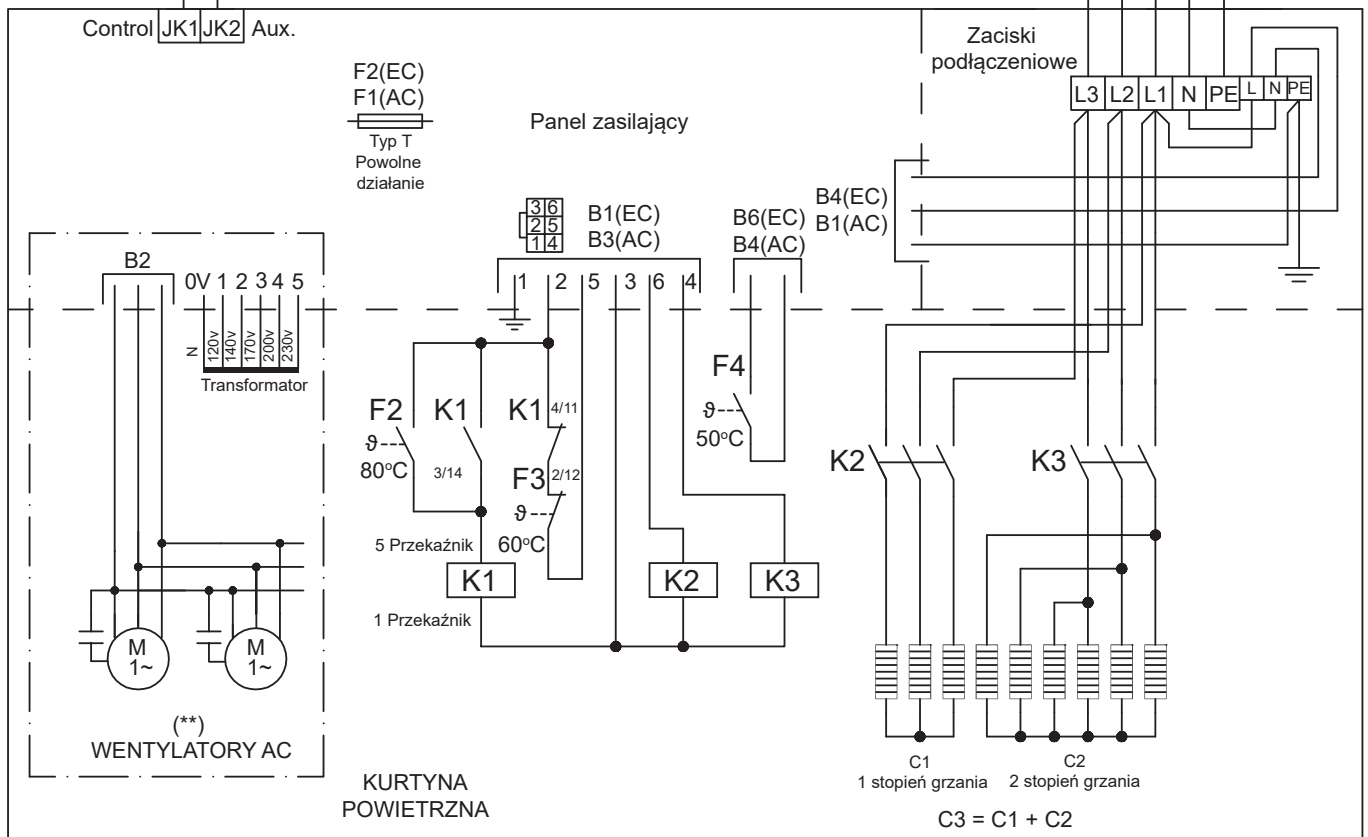 Control JK1 JK2 Aux.
F2(EC)
F1(AC)
Typ T
Powolne
działanie
Panel zasilający
Zaciski
podłączeniowe
L3 L2 L1 N PE L N PE
B4(EC)
B1(AC)
3 6
2 5
1 4
B1(EC)
B3(AC)
B6(EC)
B4(AC)
1 2 5 3 6 4
B2
0V 1 2 3 4 5
N 120v 140v 170v 200v 230v
Transformator
F2
ϑ
80°C
K1
3/14
K1 4/11
F3 2/12
ϑ
60°C
F4
ϑ
50°C
K2
K3
5 Przekaźnik
K1
1 Przekaźnik
K2
K3
M
1~
M
1~
(**)
WENTYLATORY AC
KURTYNA
POWIETRZNA
C1
1 stopień grzania
C2
2 stopień grzania
C3 = C1 + C2